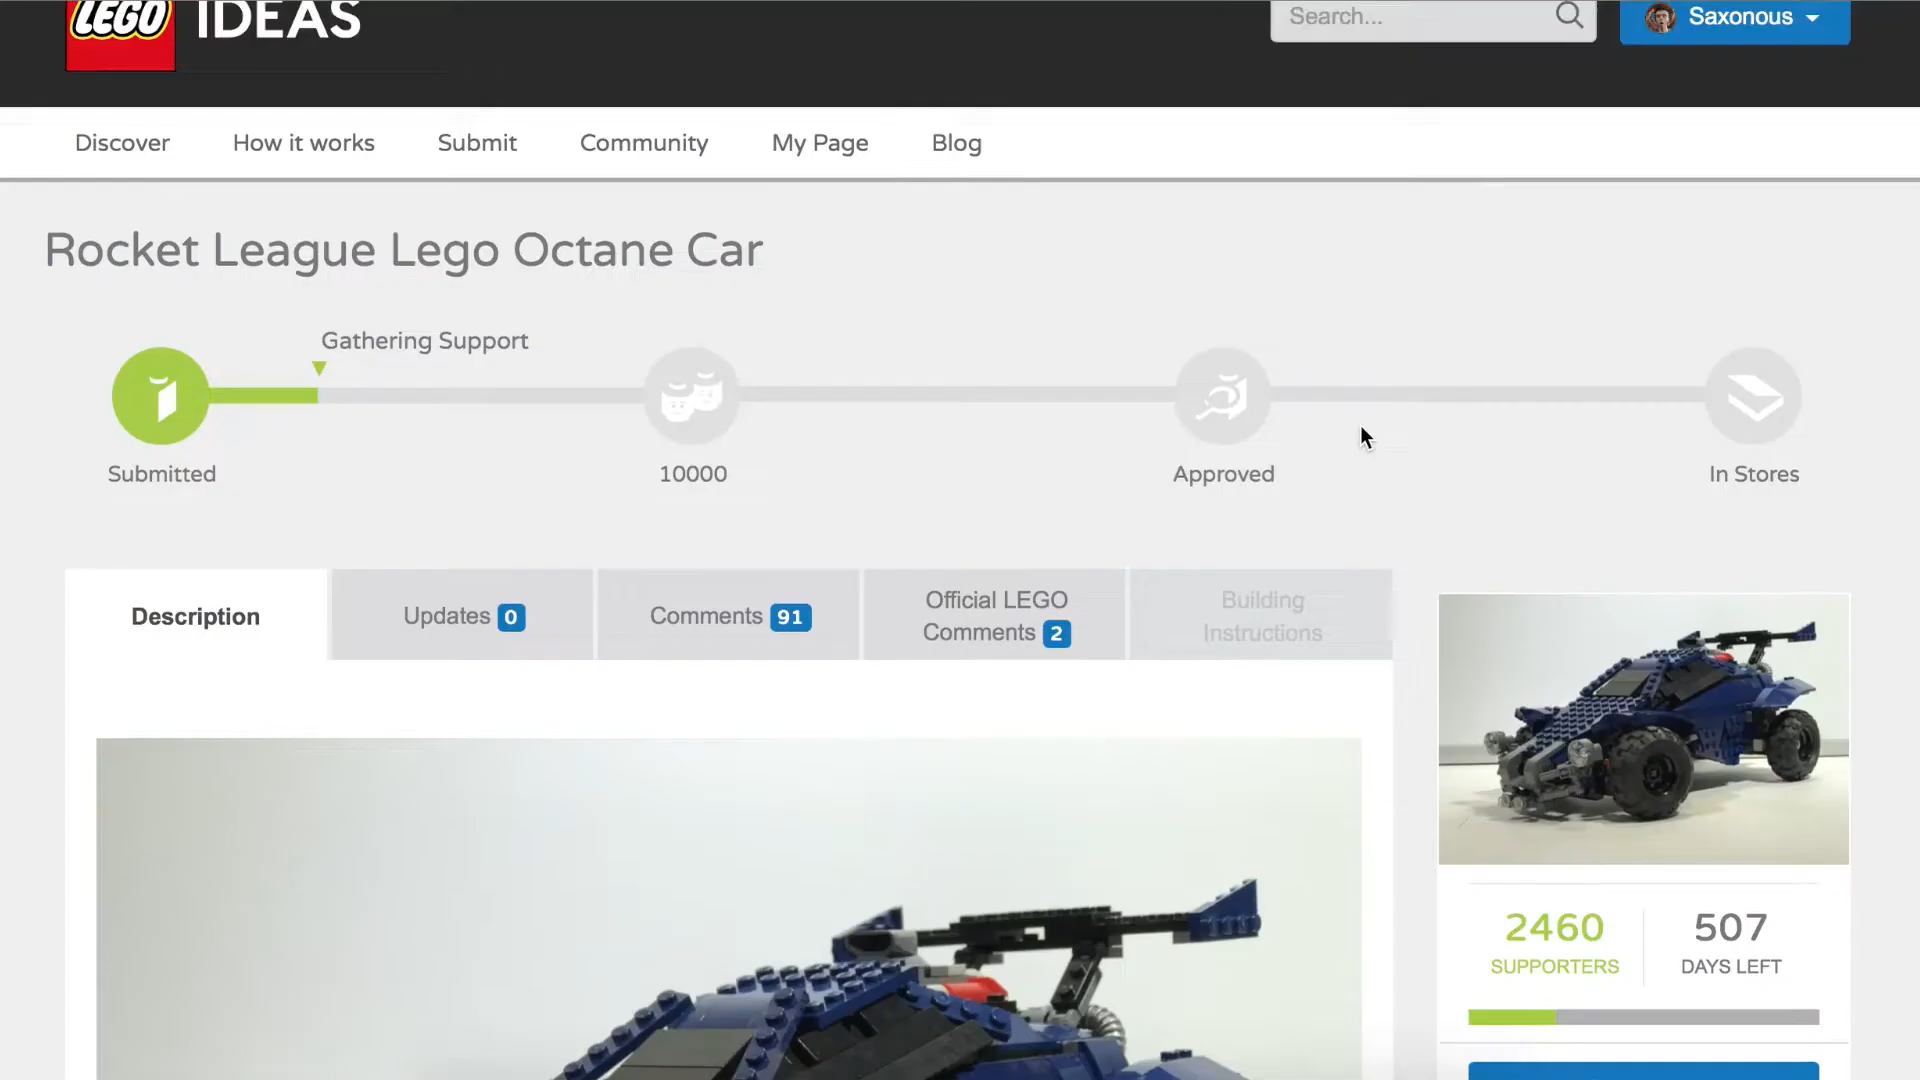 LEGO IDEAS
Search...
Saxonous
Discover
How it works
Submit
Community
My Page
Blog
Rocket League Lego Octane Car
Gathering Support
Submitted
10000
Approved
In Stores
Description
Updates 0
Comments 91
Official LEGO
Comments 2
Building
Instructions
2460
SUPPORTERS
507
DAYS LEFT